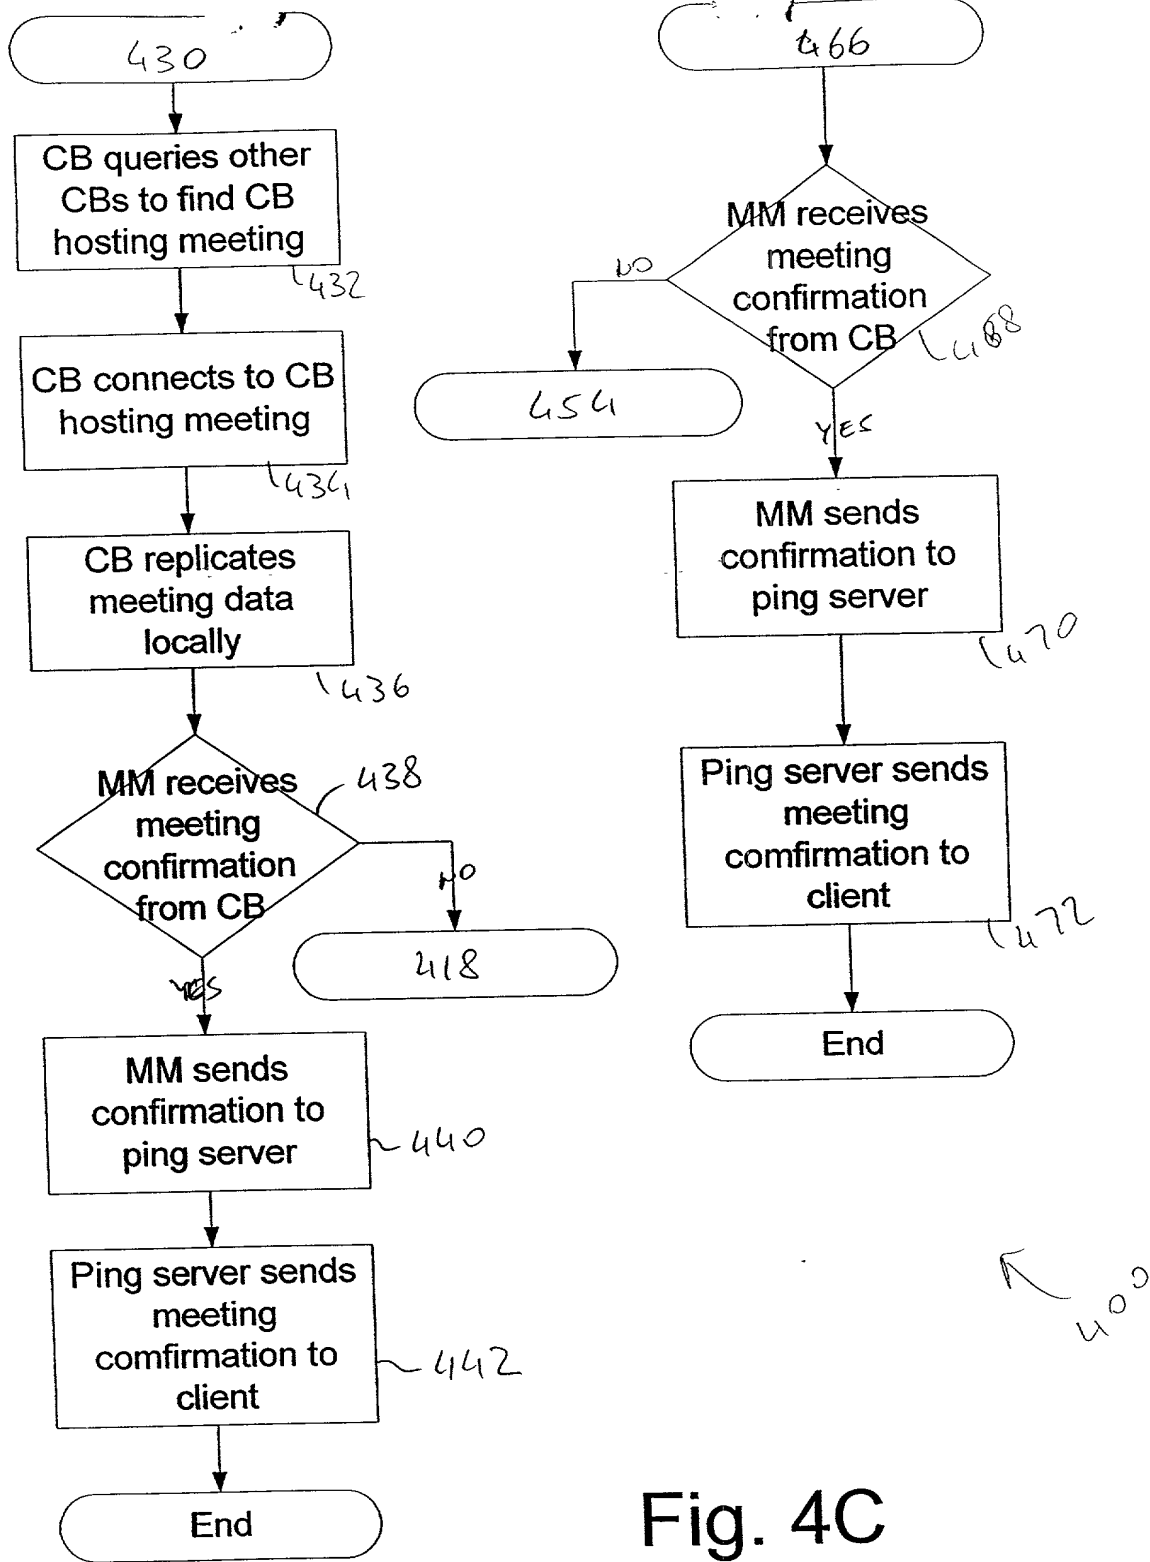 430
CB queries other
CBs to find CB
hosting meeting
432
CB connects to CB
hosting meeting
434
CB replicates
meeting data
locally
436
MM receives
meeting
confirmation
from CB
438
NO
418
YES
MM sends
confirmation to
ping server
440
Ping server sends
meeting
comfirmation to
client
442
End
466
MM receives
meeting
confirmation
from CB
468
NO
454
YES
MM sends
confirmation to
ping server
470
Ping server sends
meeting
comfirmation to
client
472
End
400
Fig. 4C